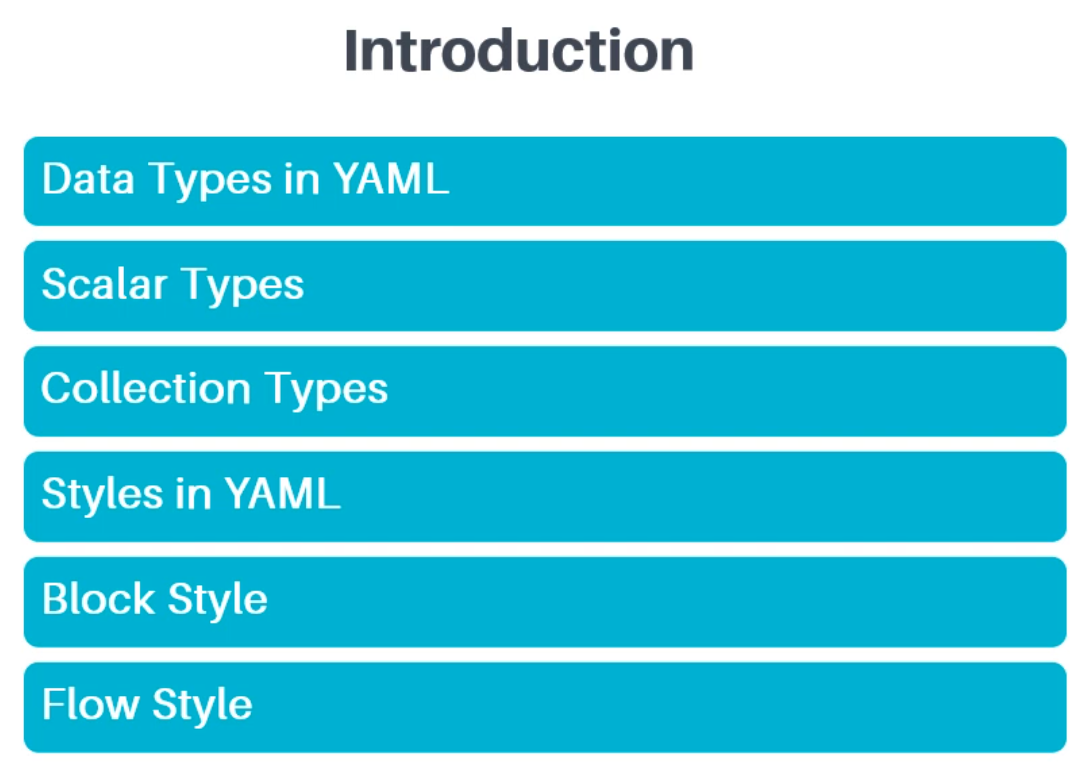 Introduction
Data Types in YAML
Scalar Types
Collection Types
Styles in YAML
Block Style
Flow Style